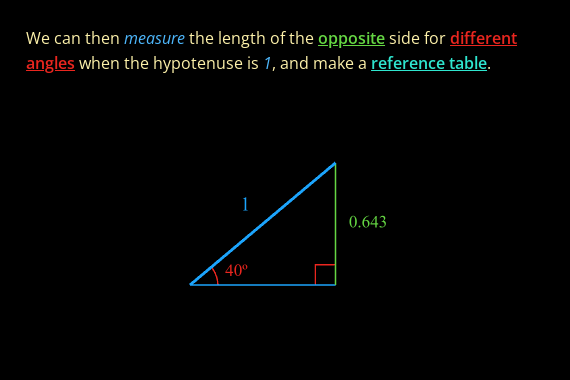 We can then measure the length of the opposite side for different
angles when the hypotenuse is 1, and make a reference table.
1
0.643
40º